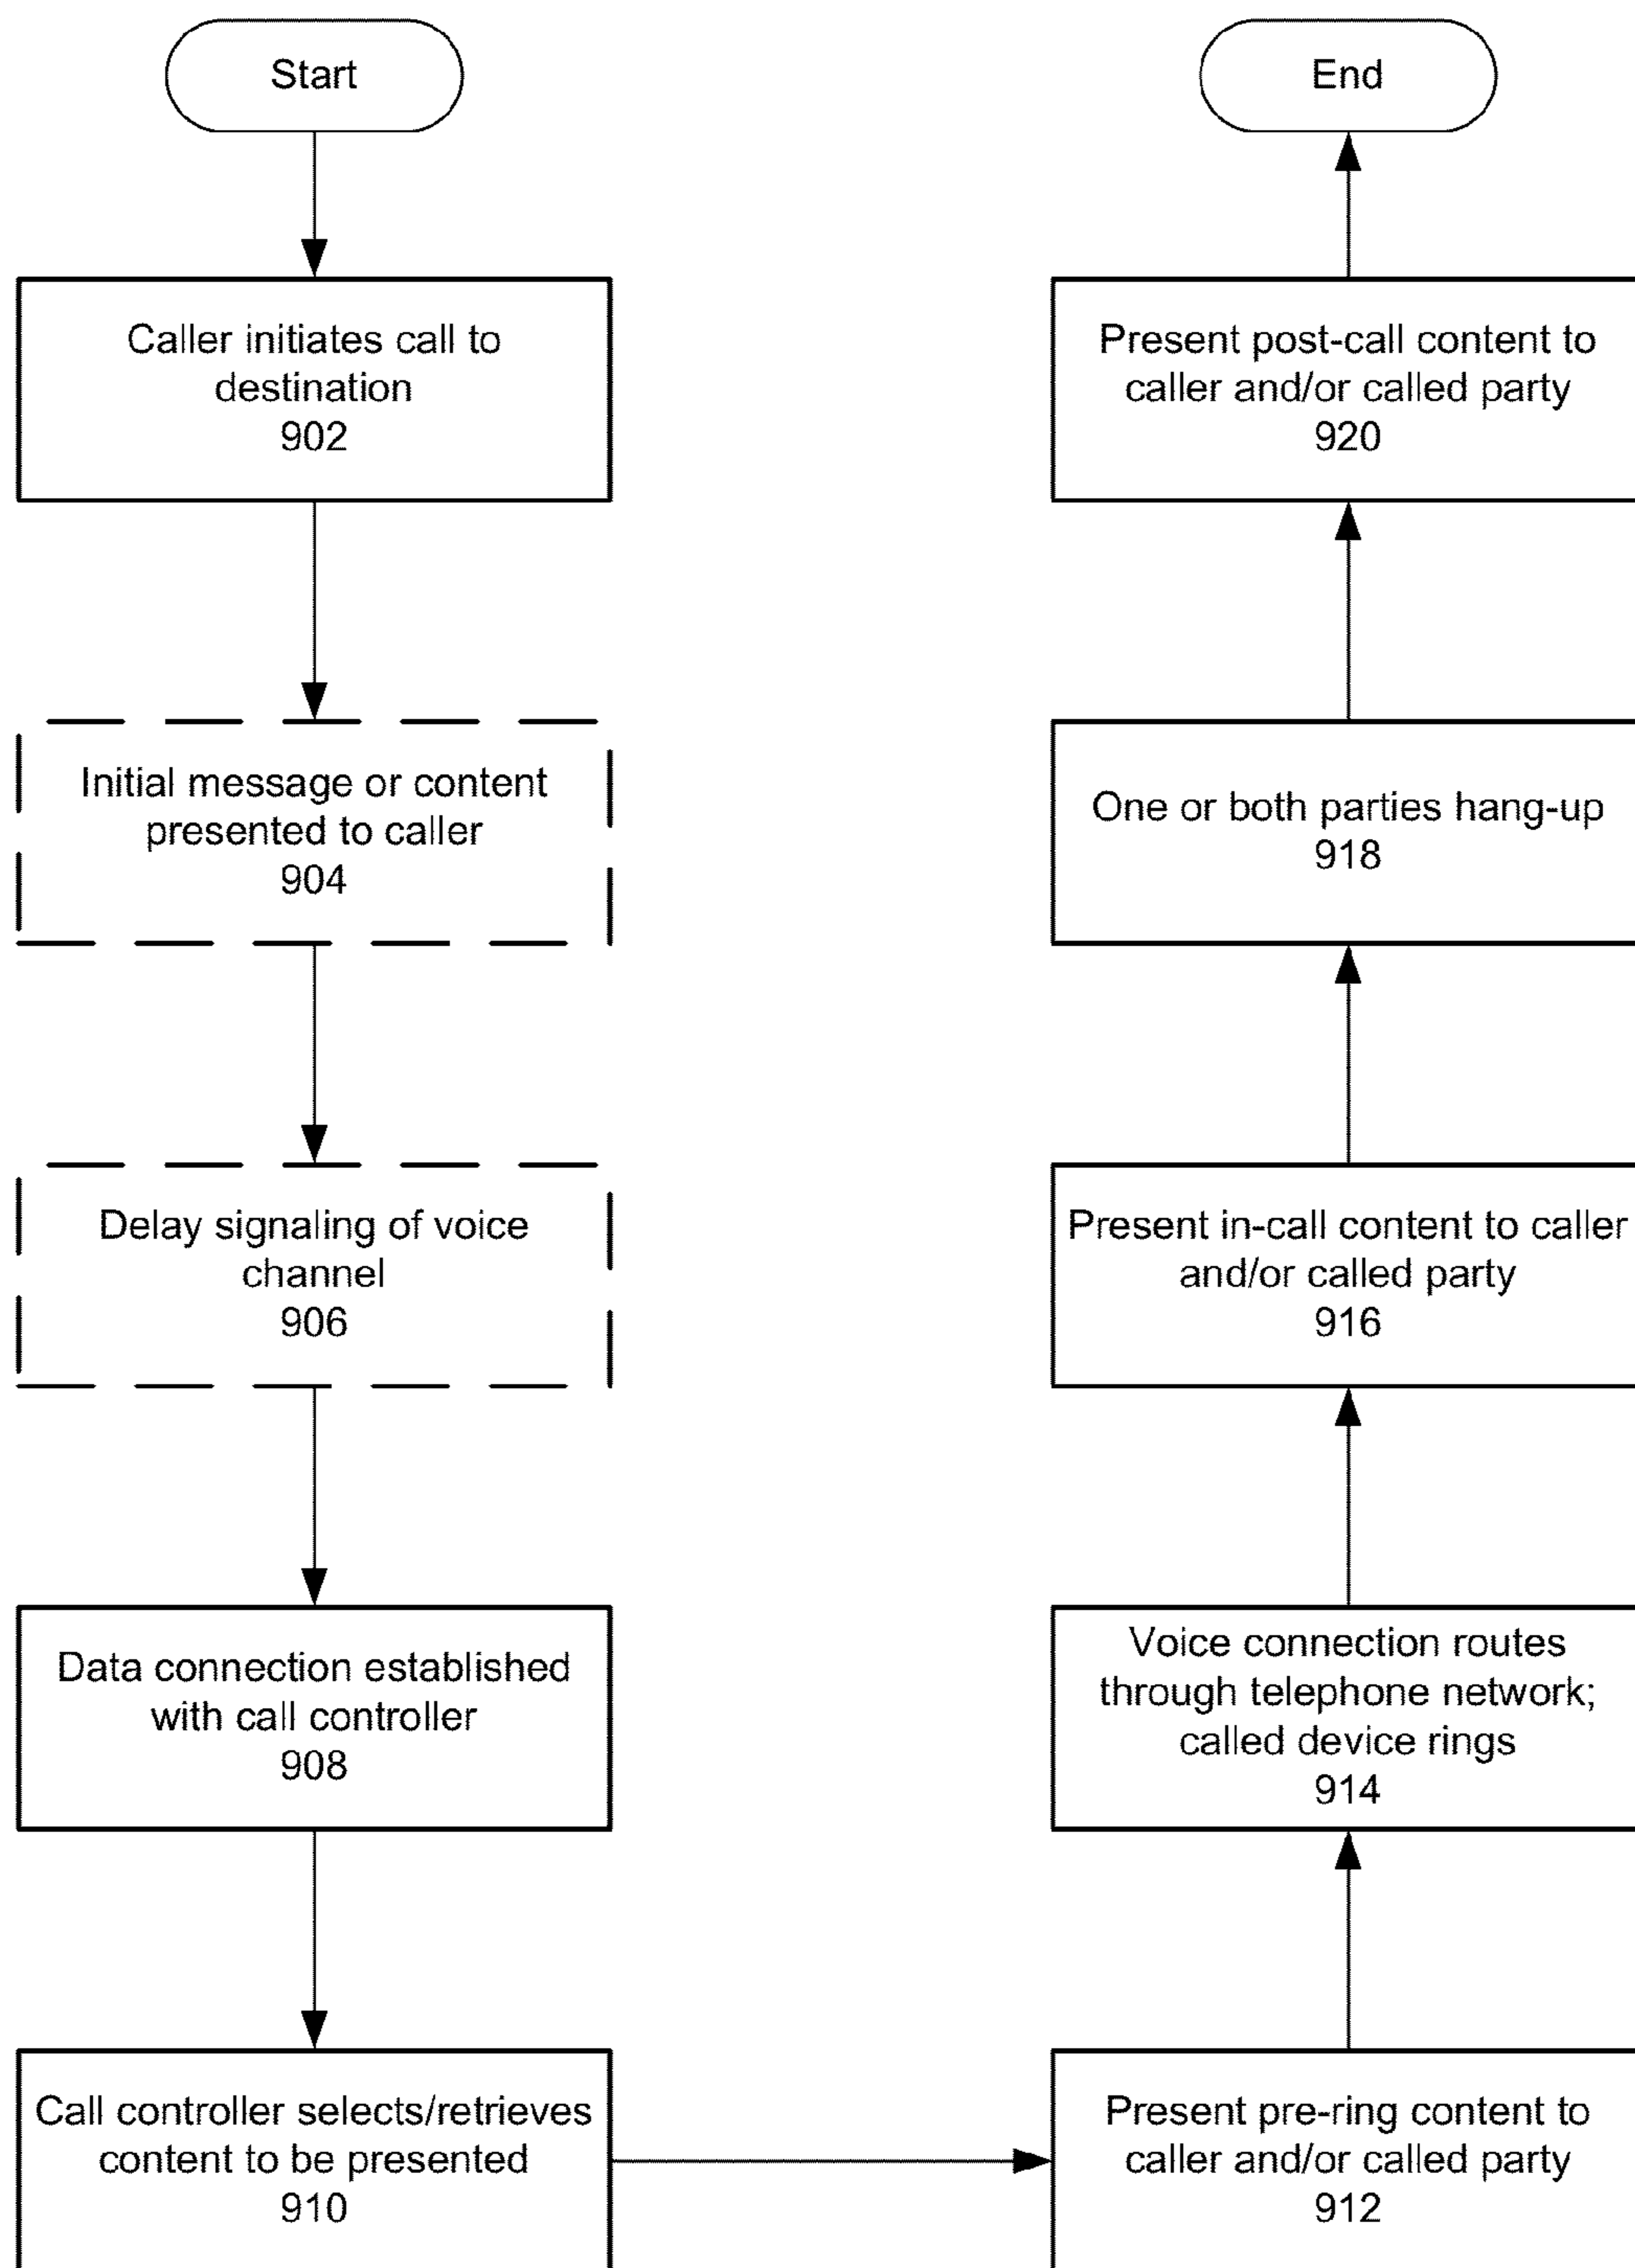 Start
Caller initiates call to
destination
902
Initial message or content
presented to caller
904
Delay signaling of voice
channel
906
Data connection established
with call controller
908
Call controller selects/retrieves
content to be presented
910
End
Present post-call content to
caller and/or called party
920
One or both parties hang-up
918
Present in-call content to caller
and/or called party
916
Voice connection routes
through telephone network;
called device rings
914
Present pre-ring content to
caller and/or called party
912